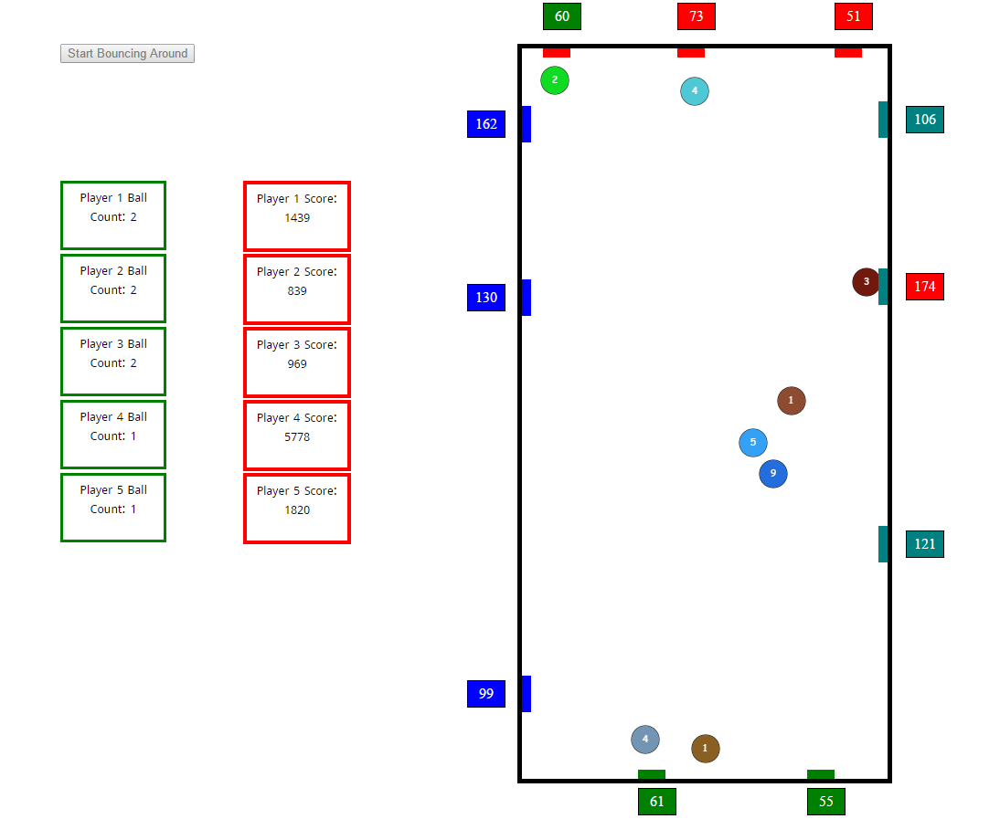 60
73
51
Start Bouncing Around
2
4
162
106
Player 1 Ball
Count: 2
Player 1 Score:
1439
Player 2 Ball
Count: 2
Player 2 Score:
839
3
174
130
Player 3 Ball
Count: 2
Player 3 Score:
969
1
Player 4 Ball
Count: 1
Player 4 Score:
5778
5
9
Player 5 Ball
Count: 1
Player 5 Score:
1820
121
99
4
1
61
55